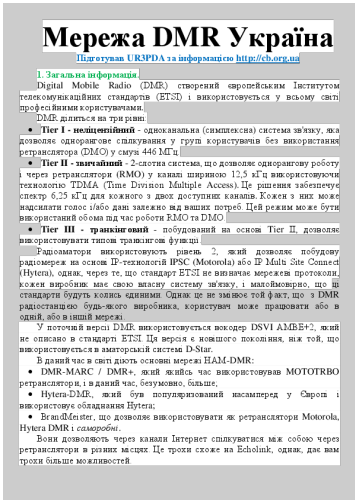 Мережа DMR Україна
Підготував UR3PDA за інформацією http://cb.org.ua
1. Загальна інформація.
Digital Mobile Radio (DMR) створений європейським Інститутом
телекомунікаційних стандартів (ETSI) і використовується у всьому світі
професійними користувачами.
DMR ділиться на три рівні:
• Tier I - неліцензійний - одноканальна (симплексна) система зв'язку, яка
дозволяє однорангове спілкування у групі користувачів без використання
ретранслятора (DMO) у смузі 446 МГц
• Tier II - звичайний - 2-слотна система, що дозволяє однорангову роботу
і через ретранслятори (RMO) у каналі шириною 12,5 кГц використовуючи
технологію TDMA (Time Division Multiple Access). Це рішення забезпечує
спектр 6,25 кГц для кожного з двох доступних каналів. Кожен з них може
надсилати голос і/або дані залежно від ваших потреб. Цей режим може бути
використаний обома під час роботи RMO та DMO.
• Tier III - транкінговий - побудований на основі Tier II, дозволяє
використовувати типові транкінгові функції.
Радіоаматори використовують рівень 2, який дозволяє побудову
радіомереж на основі IP-технологій IPSC (Motorola) або IP Multi Site Connect
(Hytera), однак, через те, що стандарт ETSI не визначає мережеві протоколи,
кожен виробник має свою власну систему зв'язку, і малоймовірно, що ці
стандарти будуть колись єдиними. Однак це не змінює той факт, що з DMR
радіостанцією будь-якого виробника, користувач може працювати або в
одній, або в іншій мережі.
У поточній версії DMR використовується вокодер DSVI AMBE+2, який
не описано в стандарті ETSI. Ця версія є новішого покоління, ніж той, що
використовується в аматорській системі D-Star.
В даний час в світі діють основні мережі HAM-DMR:
• DMR-MARC / DMR+, який якийсь час використовував MOTOTRBO
ретранслятори, і в даний час, безумовно, більше;
• Hytera-DMR, який був популяризований насамперед у Європі і
використовує обладнання Hytera;
• BrandMeister, що дозволяє використовувати як ретранслятори Motorola,
Hytera DMR і саморобні.
Вони дозволяють через канали Інтернет спілкуватися між собою через
ретранслятори в різних місцях. Це трохи схоже на Echolink, однак, дає вам
трохи більше можливостей.